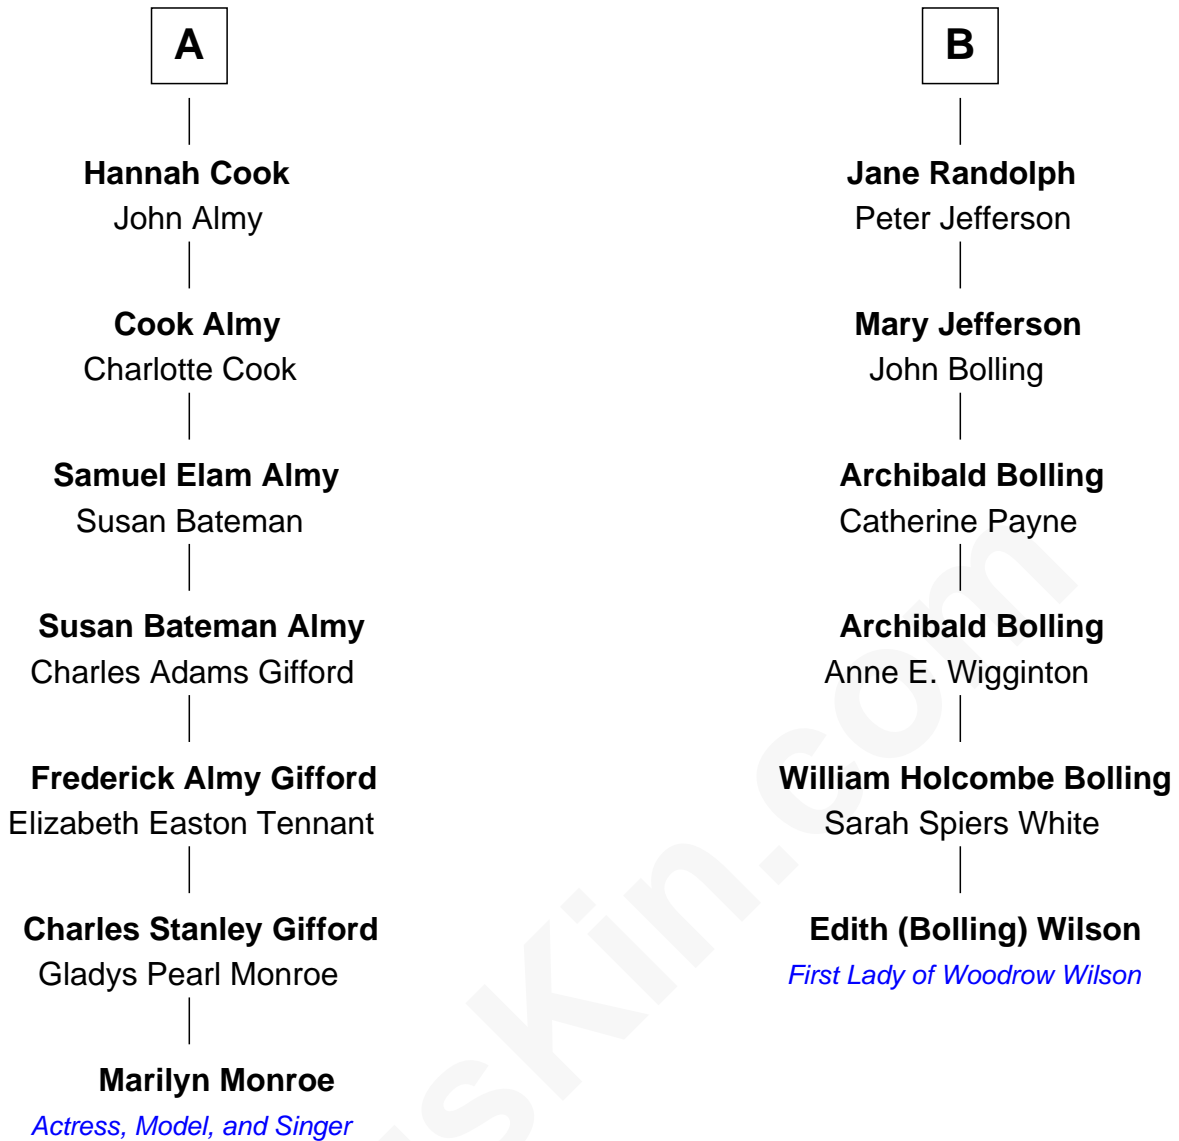 A
Hannah Cook
John Almy
Cook Almy
Charlotte Cook
Samuel Elam Almy
Susan Bateman
Susan Bateman Almy
Charles Adams Gifford
Frederick Almy Gifford
Elizabeth Easton Tennant
Charles Stanley Gifford
Gladys Pearl Monroe
Marilyn Monroe
Actress, Model, and Singer
B
Jane Randolph
Peter Jefferson
Mary Jefferson
John Bolling
Archibald Bolling
Catherine Payne
Archibald Bolling
Anne E. Wigginton
William Holcombe Bolling
Sarah Spiers White
Edith (Bolling) Wilson
First Lady of Woodrow Wilson
usKin.com